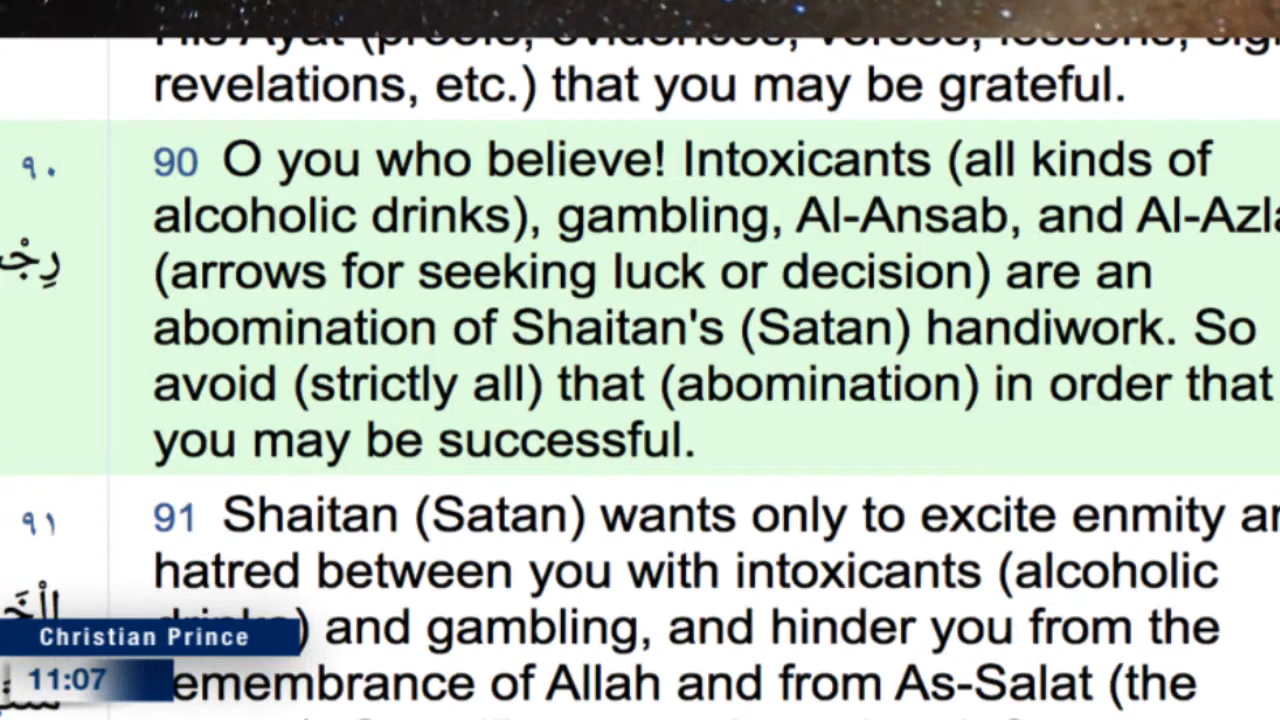 revelations, etc.) that you may be grateful.
٩٠
90 O you who believe! Intoxicants (all kinds of
alcoholic drinks), gambling, Al-Ansab, and
(arrows for seeking luck or decision) are an
abomination of Shaitan's (Satan) handiwork. So
avoid (strictly all) that (abomination) in order that
you may be successful.
٩١
91 Shaitan (Satan) wants only to excite enmity
hatred between you with intoxicants (alcoholic
and gambling, and hinder you from the
emembrance of Allah and from As-Salat (the
Christian Prince
11:07